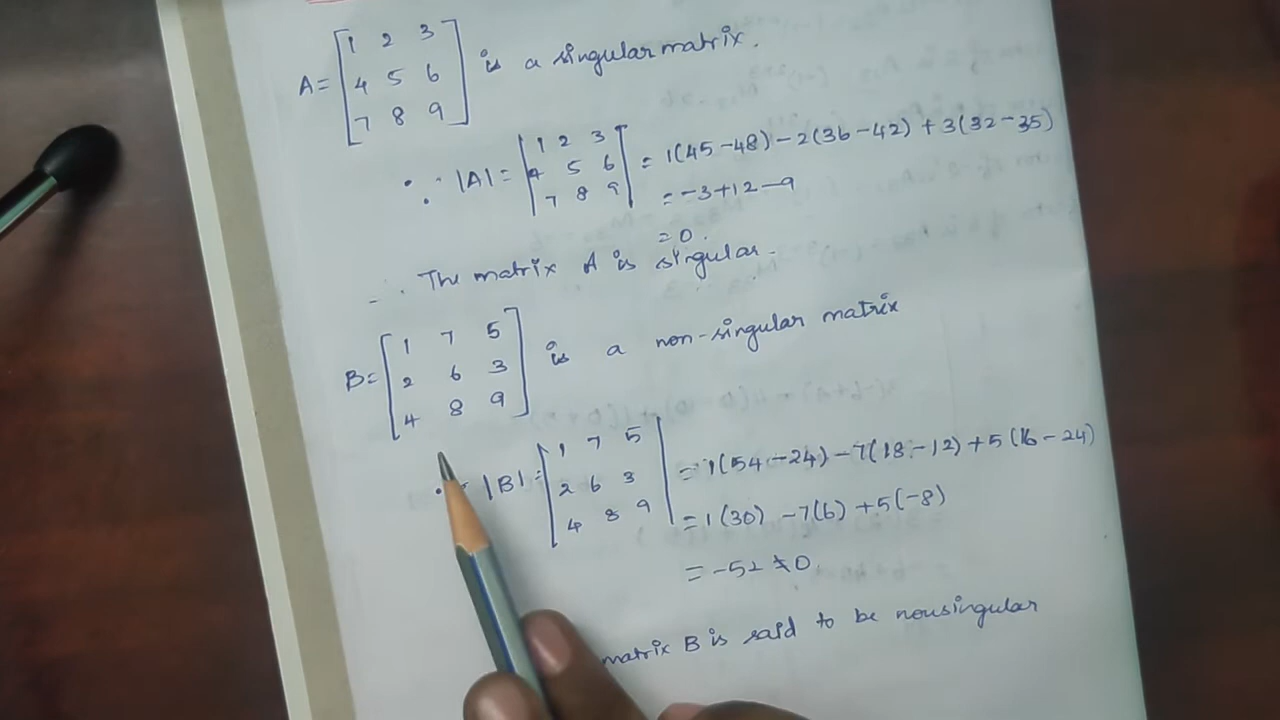 A = [1 2 3
4 5 6
7 8 9] is a singular matrix.
∵ |A| = |1 2 3
4 5 6
7 8 9| = 1(45-48) - 2(36-42) + 3(32-35)
= -3+12-9
= 0.
∴ The matrix A is singular.
B = [1 7 5
2 6 3
4 8 9] is a non-singular matrix
|B| = |1 7 5
2 6 3
4 8 9| = 1(54-24) - 7(18-12) + 5(16-24)
= 1(30) - 7(6) + 5(-8)
= -52 ≠ 0.
matrix B is said to be nonsingular